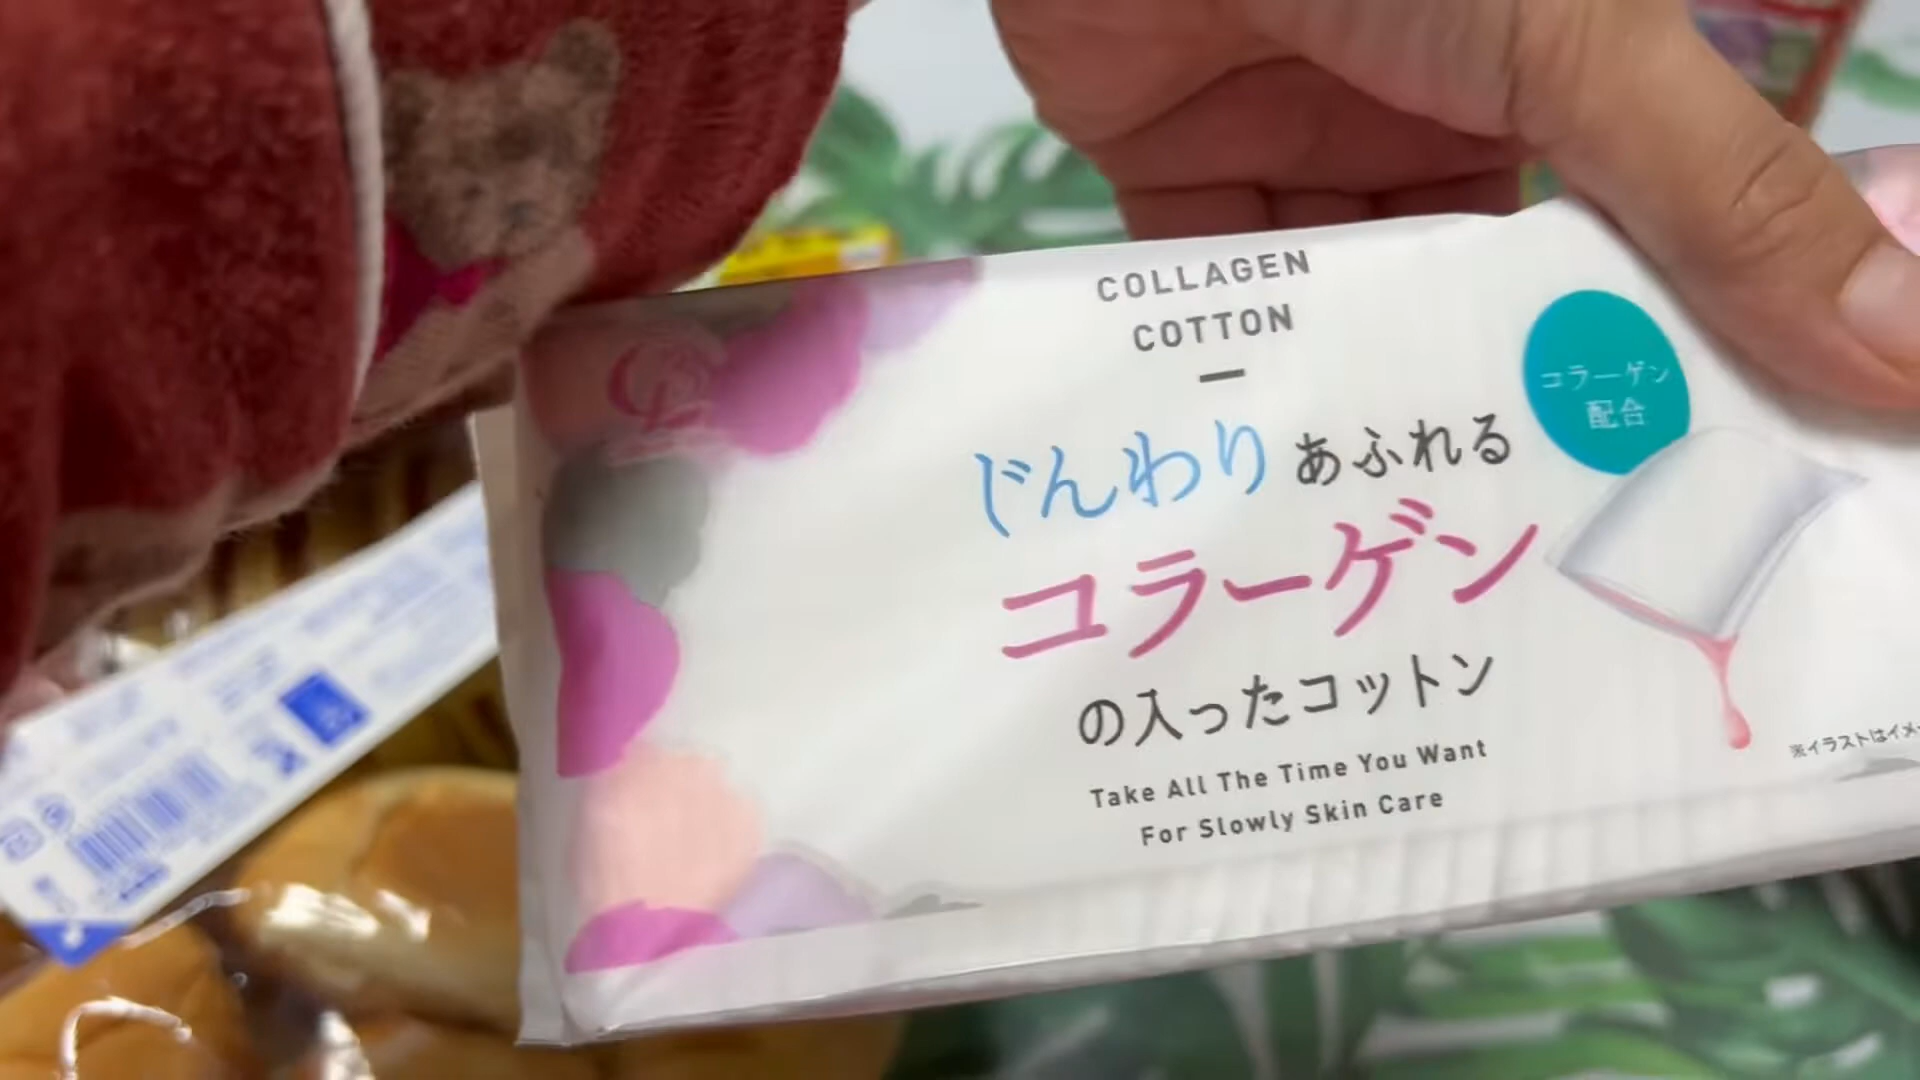 COLLAGEN
COTTON
じんわりあふれる
コラーゲン
の入ったコットン
Take All The Time You Want
For Slowly Skin Care
コラーゲン
配合
※イラストはイメ